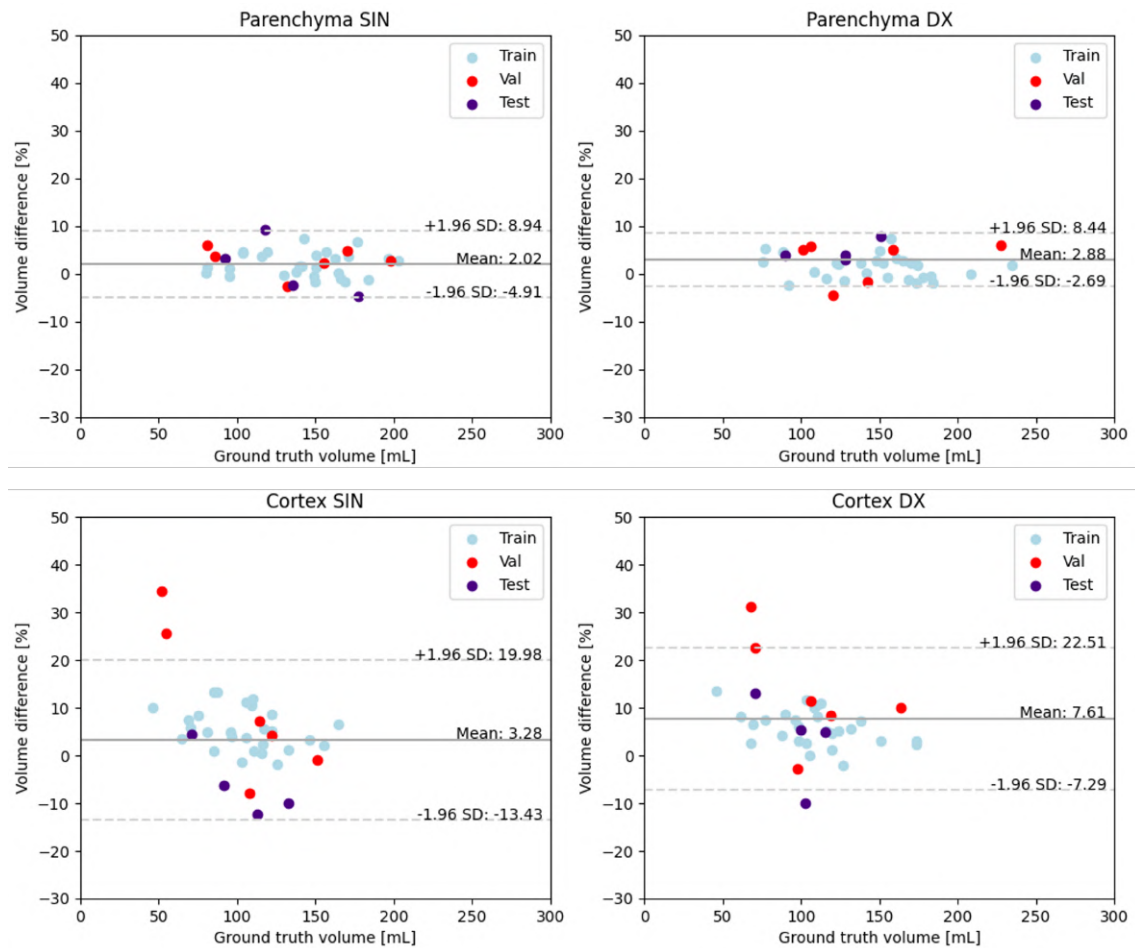 Parenchyma SIN
50
40
30
20
10
0
−10
−20
−30
Volume difference [%]
Train
Val
Test
+1.96 SD: 8.94
Mean: 2.02
-1.96 SD: -4.91
0 50 100 150 200 250 300
Ground truth volume [mL]
Parenchyma DX
50
40
30
20
10
0
−10
−20
−30
Volume difference [%]
Train
Val
Test
+1.96 SD: 8.44
Mean: 2.88
-1.96 SD: -2.69
0 50 100 150 200 250 300
Ground truth volume [mL]
Cortex SIN
50
40
30
20
10
0
−10
−20
−30
Volume difference [%]
Train
Val
Test
+1.96 SD: 19.98
Mean: 3.28
-1.96 SD: -13.43
0 50 100 150 200 250 300
Ground truth volume [mL]
Cortex DX
50
40
30
20
10
0
−10
−20
−30
Volume difference [%]
Train
Val
Test
+1.96 SD: 22.51
Mean: 7.61
-1.96 SD: -7.29
0 50 100 150 200 250 300
Ground truth volume [mL]